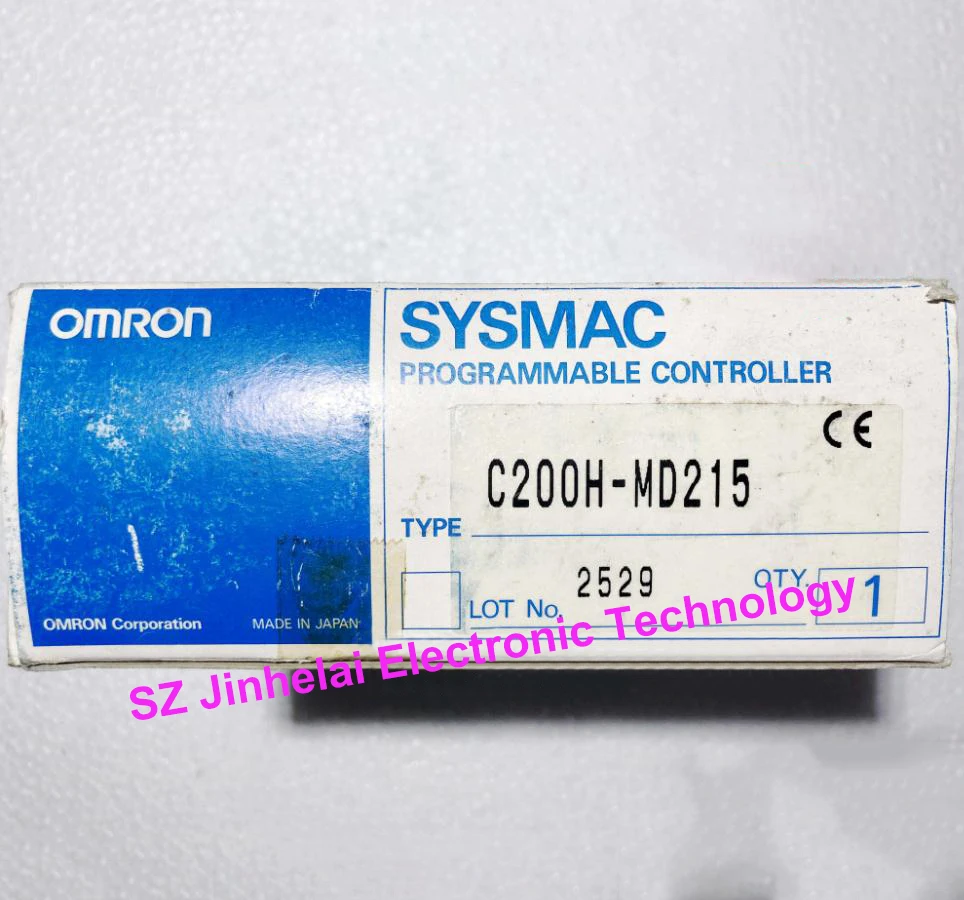 OMRON
SYSMAC
PROGRAMMABLE CONTROLLER
CE
C200H-MD215
TYPE
2529
LOT No.
QTY. 1
OMRON Corporation MADE IN JAPAN
SZ Jinhelai Electronic Technology